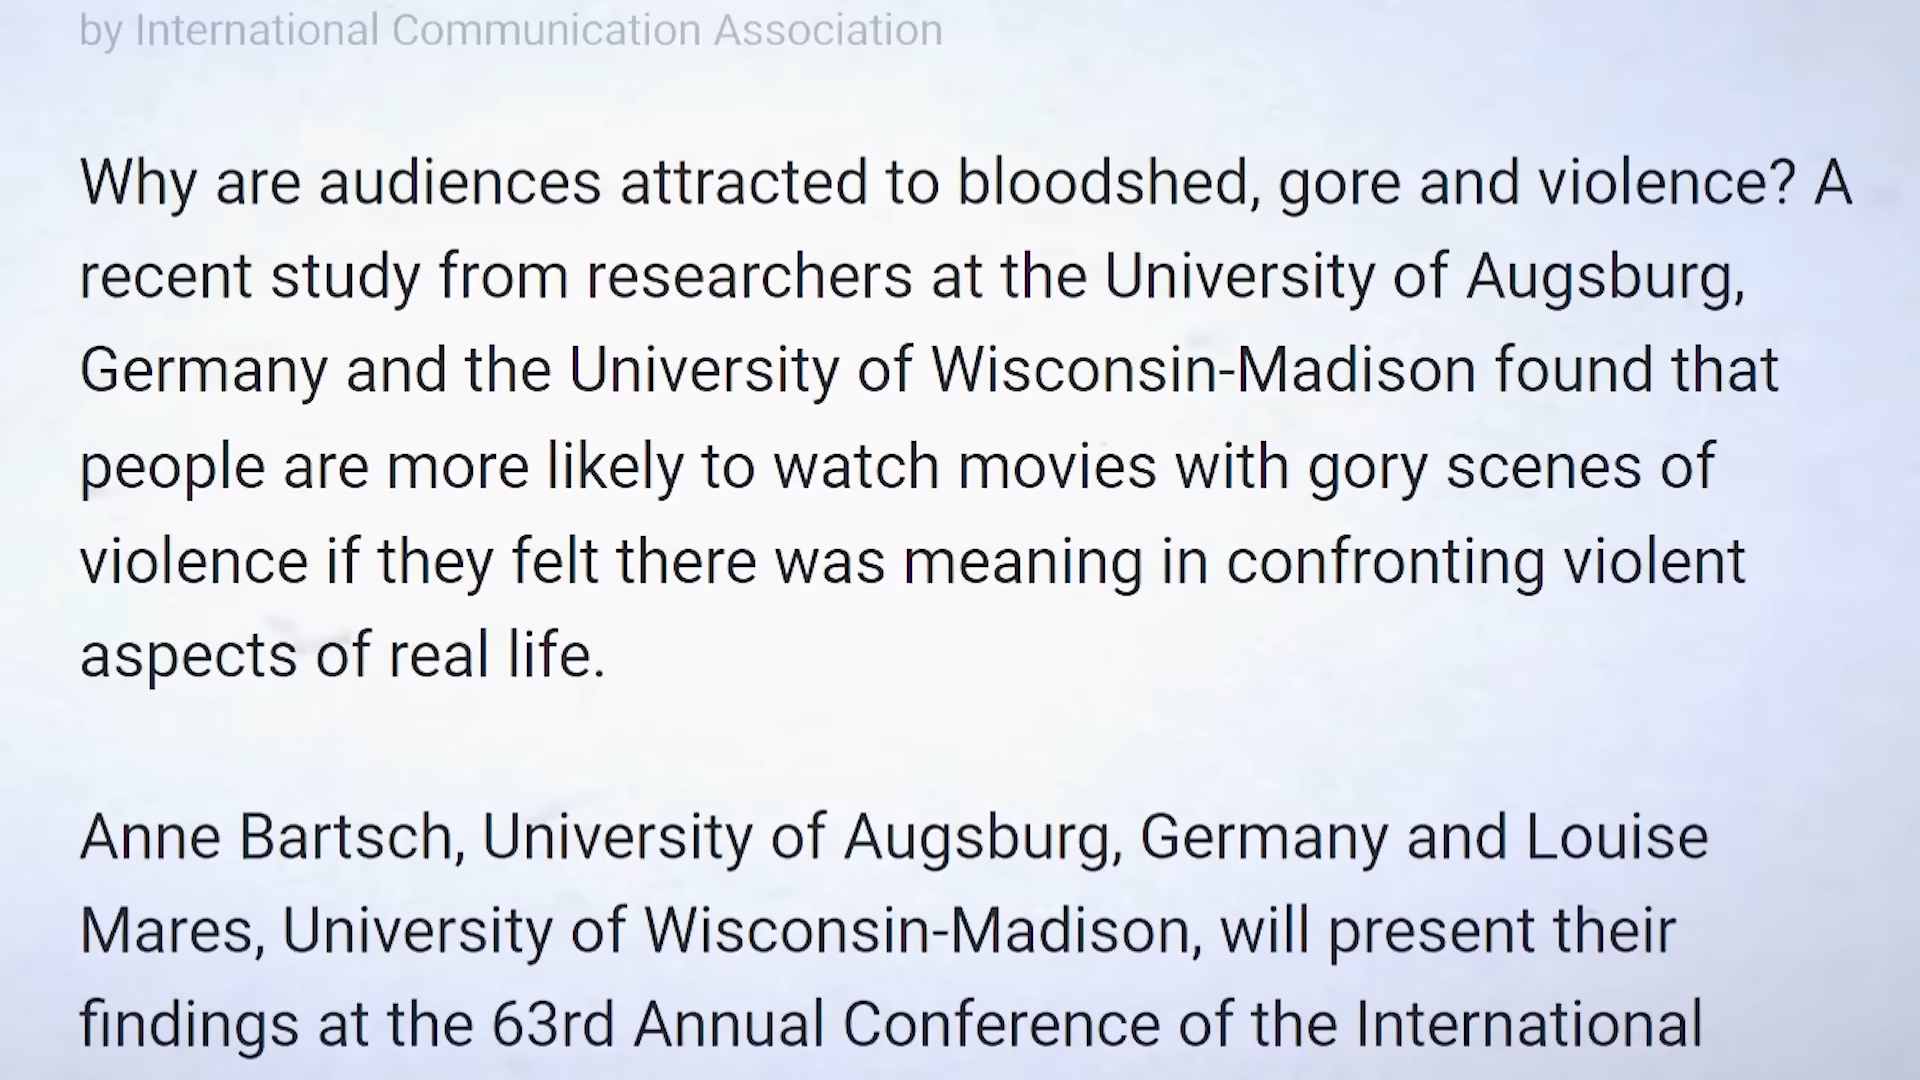 by International Communication Association
Why are audiences attracted to bloodshed, gore and violence? A
recent study from researchers at the University of Augsburg,
Germany and the University of Wisconsin-Madison found that
people are more likely to watch movies with gory scenes of
violence if they felt there was meaning in confronting violent
aspects of real life.
Anne Bartsch, University of Augsburg, Germany and Louise
Mares, University of Wisconsin-Madison, will present their
findings at the 63rd Annual Conference of the International